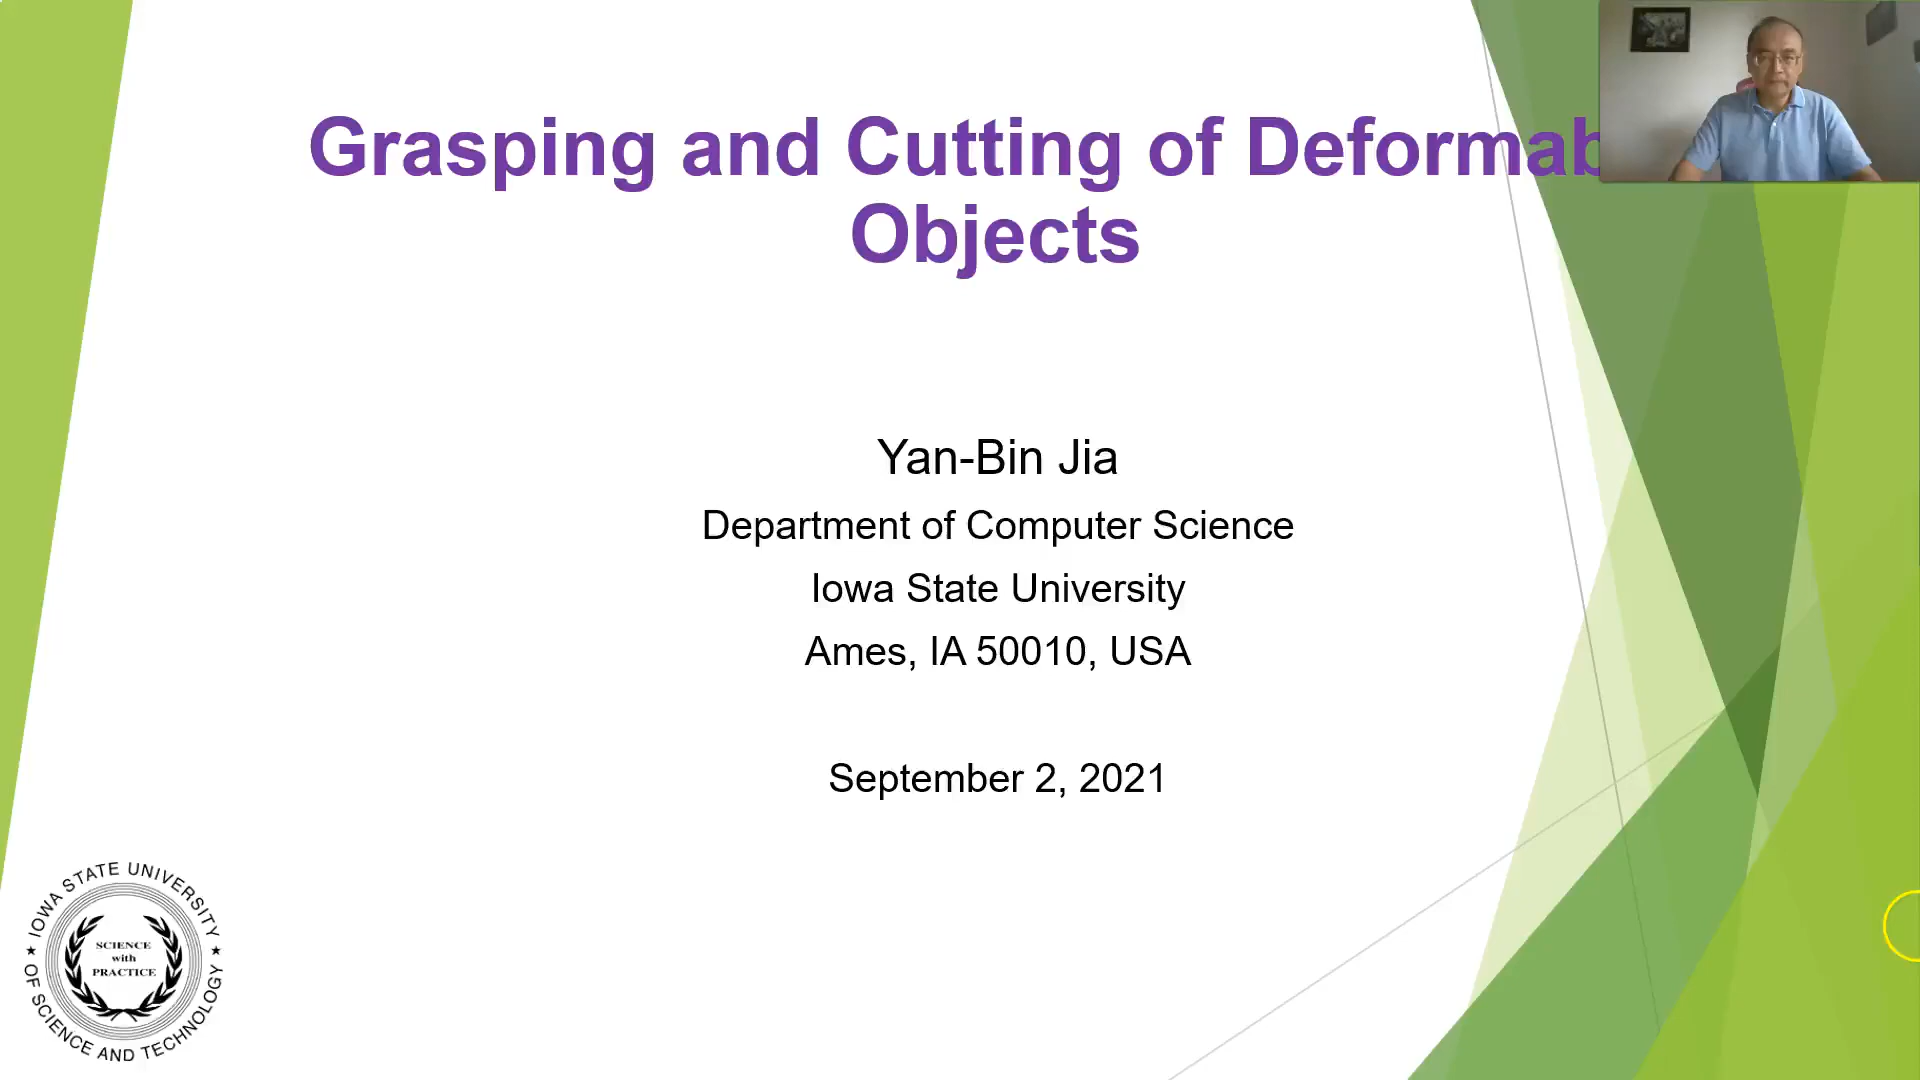 Grasping and Cutting of Deformab
Objects
Yan-Bin Jia
Department of Computer Science
Iowa State University
Ames, IA 50010, USA
September 2, 2021
IOWA STATE UNIVERSITY
OF SCIENCE AND TECHNOLOGY
SCIENCE
with
PRACTICE